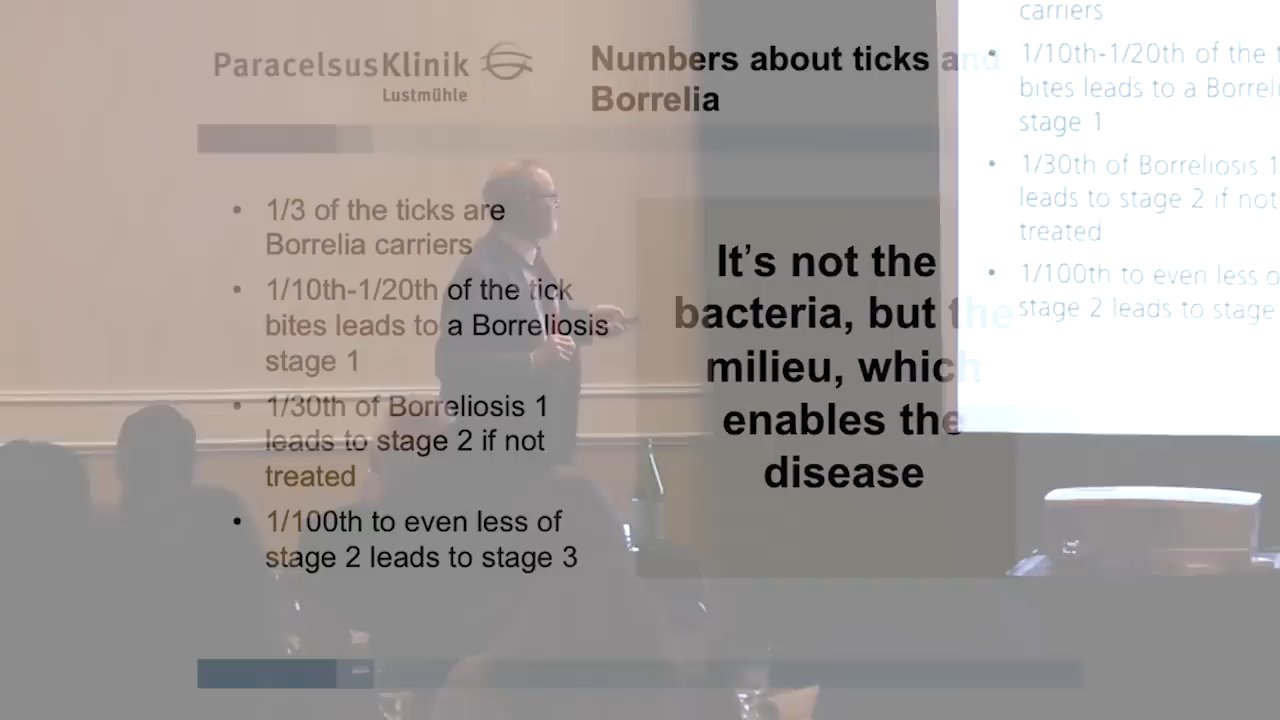 ParacelsusKlinik
Lustmühle
Numbers about ticks and
Borrelia
• 1/3 of the ticks are
Borrelia carriers
• 1/10th-1/20th of the tick
bites leads to a Borreliosis
stage 1
• 1/30th of Borreliosis 1
leads to stage 2 if not
treated
• 1/100th to even less of
stage 2 leads to stage 3
It’s not the
bacteria, but the
milieu, which
enables the
disease
carriers
• 1/10th-1/20th of the
bites leads to a Borreli
stage 1
• 1/30th of Borreliosis 1
leads to stage 2 if not
treated
• 1/100th to even less o
stage 2 leads to stage